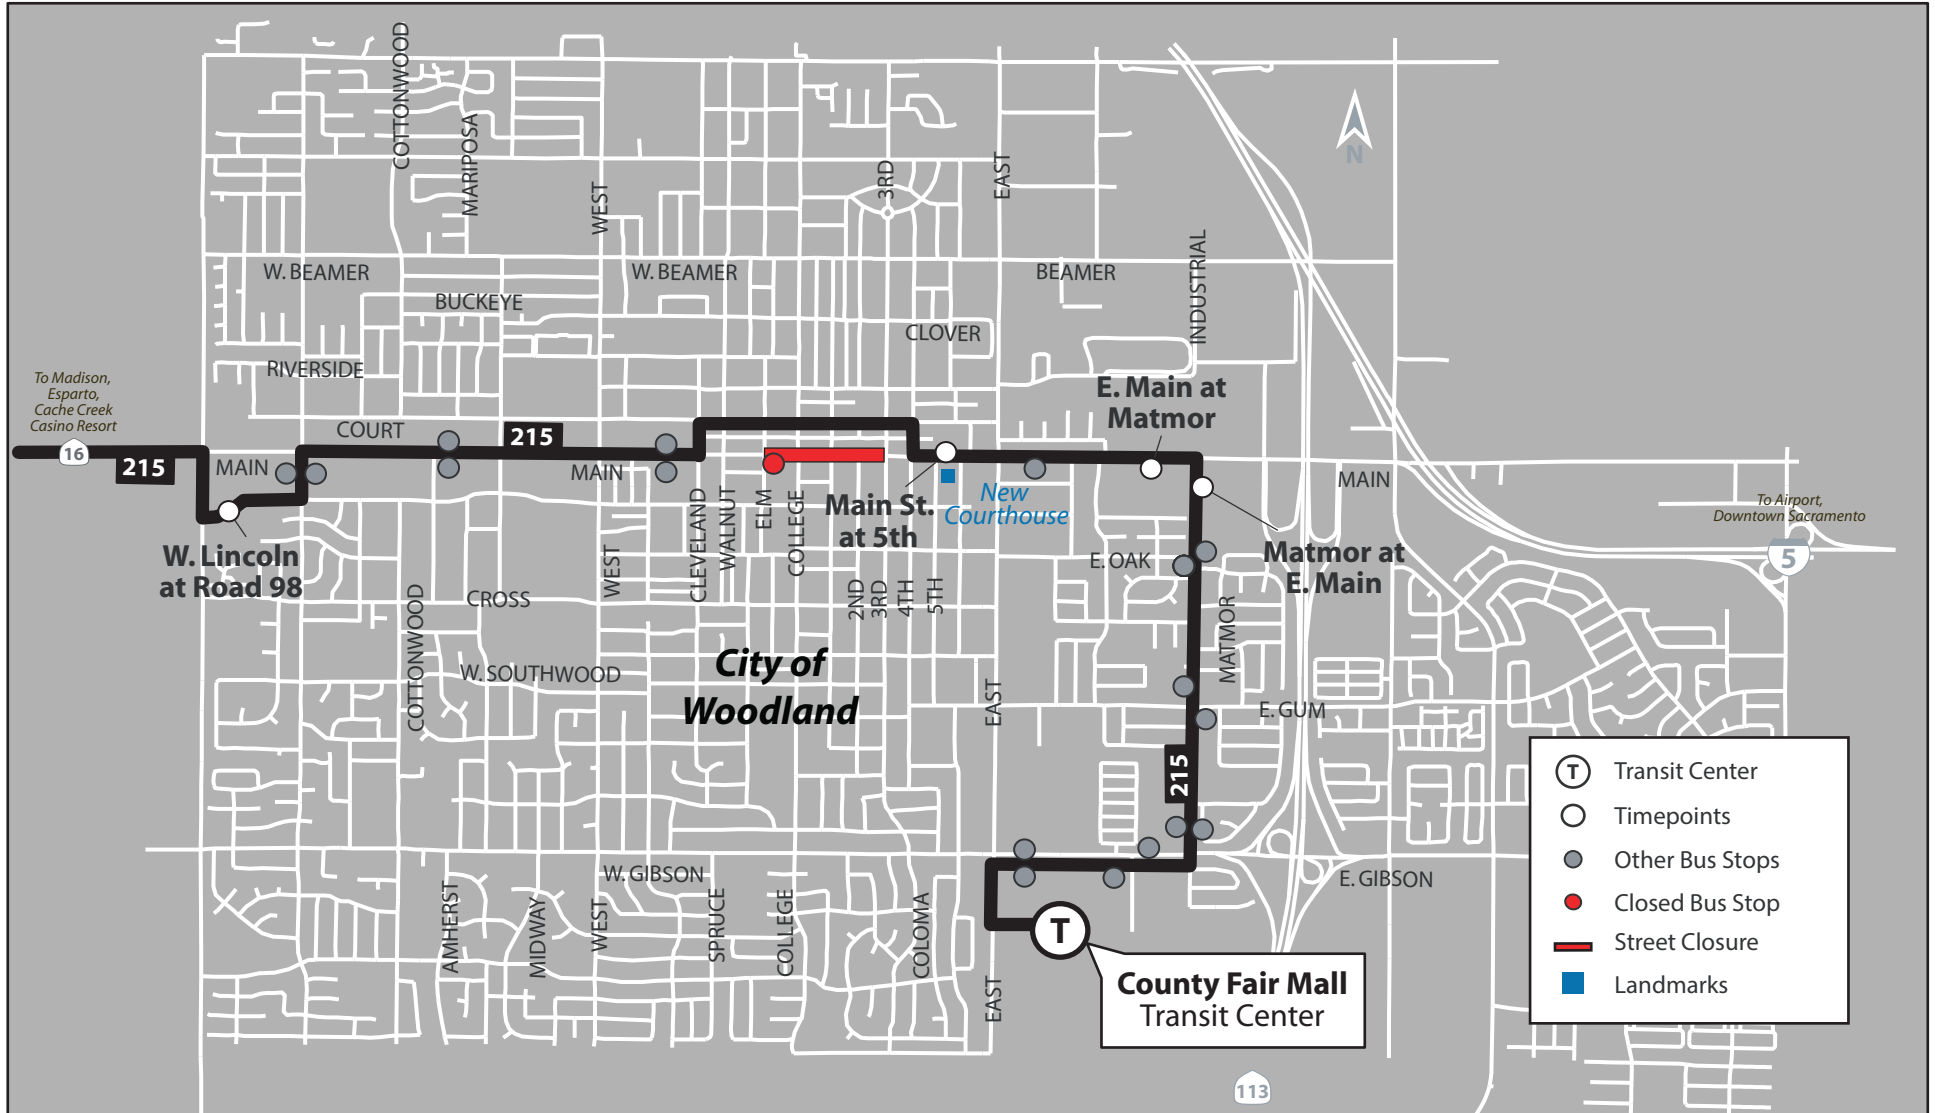 COTTONWOOD
MARIPOSA
WEST
3RD
EAST
N
INDUSTRIAL
W. BEAMER
W. BEAMER
BEAMER
BUCKEYE
CLOVER
RIVERSIDE
To Madison,
Esparto,
Cache Creek
Casino Resort
16
215
MAIN
COURT
215
MAIN
E. Main at
Matmor
MAIN
W. Lincoln
at Road 98
WEST
CLEVELAND
WALNUT
ELM
COLLEGE
Main St.
at 5th
New
Courthouse
2ND
3RD
4TH
5TH
E. OAK
Matmor at
E. Main
To Airport,
Downtown Sacramento
5
COTTONWOOD
CROSS
W. SOUTHWOOD
City of
Woodland
EAST
MATMOR
E. GUM
215
W. GIBSON
E. GIBSON
AMHERST
MIDWAY
WEST
SPRUCE
COLLEGE
COLOMA
EAST
T
County Fair Mall
Transit Center
113
T Transit Center
Timepoints
Other Bus Stops
Closed Bus Stop
Street Closure
Landmarks